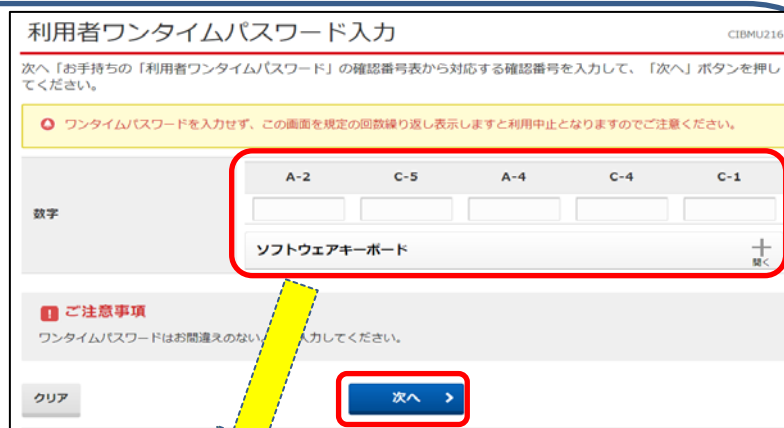 利用者ワンタイムパスワード入力
CIBMU216
次へ「お手持ちの「利用者ワンタイムパスワード」の確認番号表から対応する確認番号を入力して、「次へ」ボタンを押し
てください。
ワンタイムパスワードを入力せず、この画面を規定の回数繰り返し表示しますと利用中止となりますのでご注意ください。
A-2 C-5 A-4 C-4 C-1
数字
ソフトウェアキーボード
開く
ご注意事項
ワンタイムパスワードはお間違えのない 入力してください。
クリア
次へ